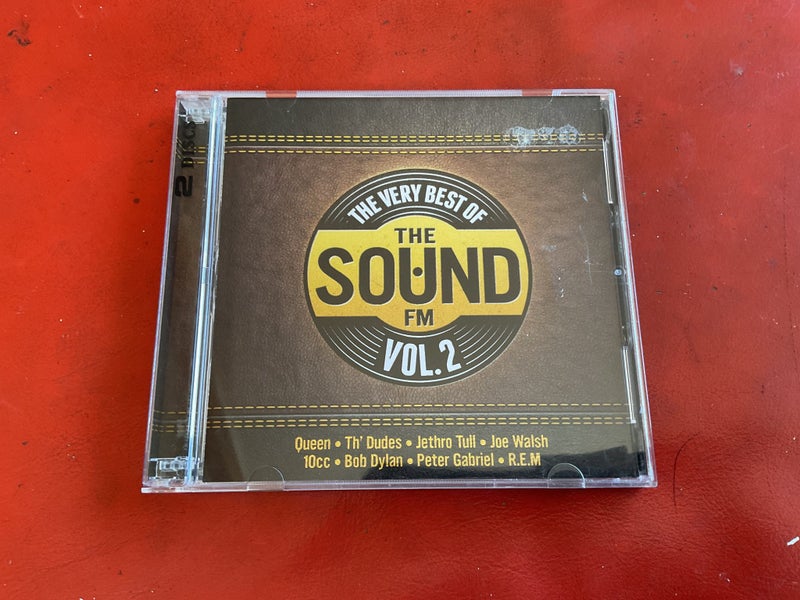 2 DISCS
THE VERY BEST OF
THE
SOUND
FM
VOL.2
Queen • Th' Dudes • Jethro Tull • Joe Walsh
10cc • Bob Dylan • Peter Gabriel • R.E.M